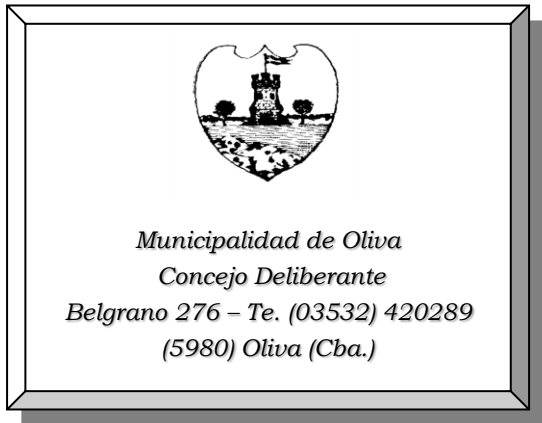 Municipalidad de Oliva
Concejo Deliberante
Belgrano 276 – Te. (03532) 420289
(5980) Oliva (Cba.)